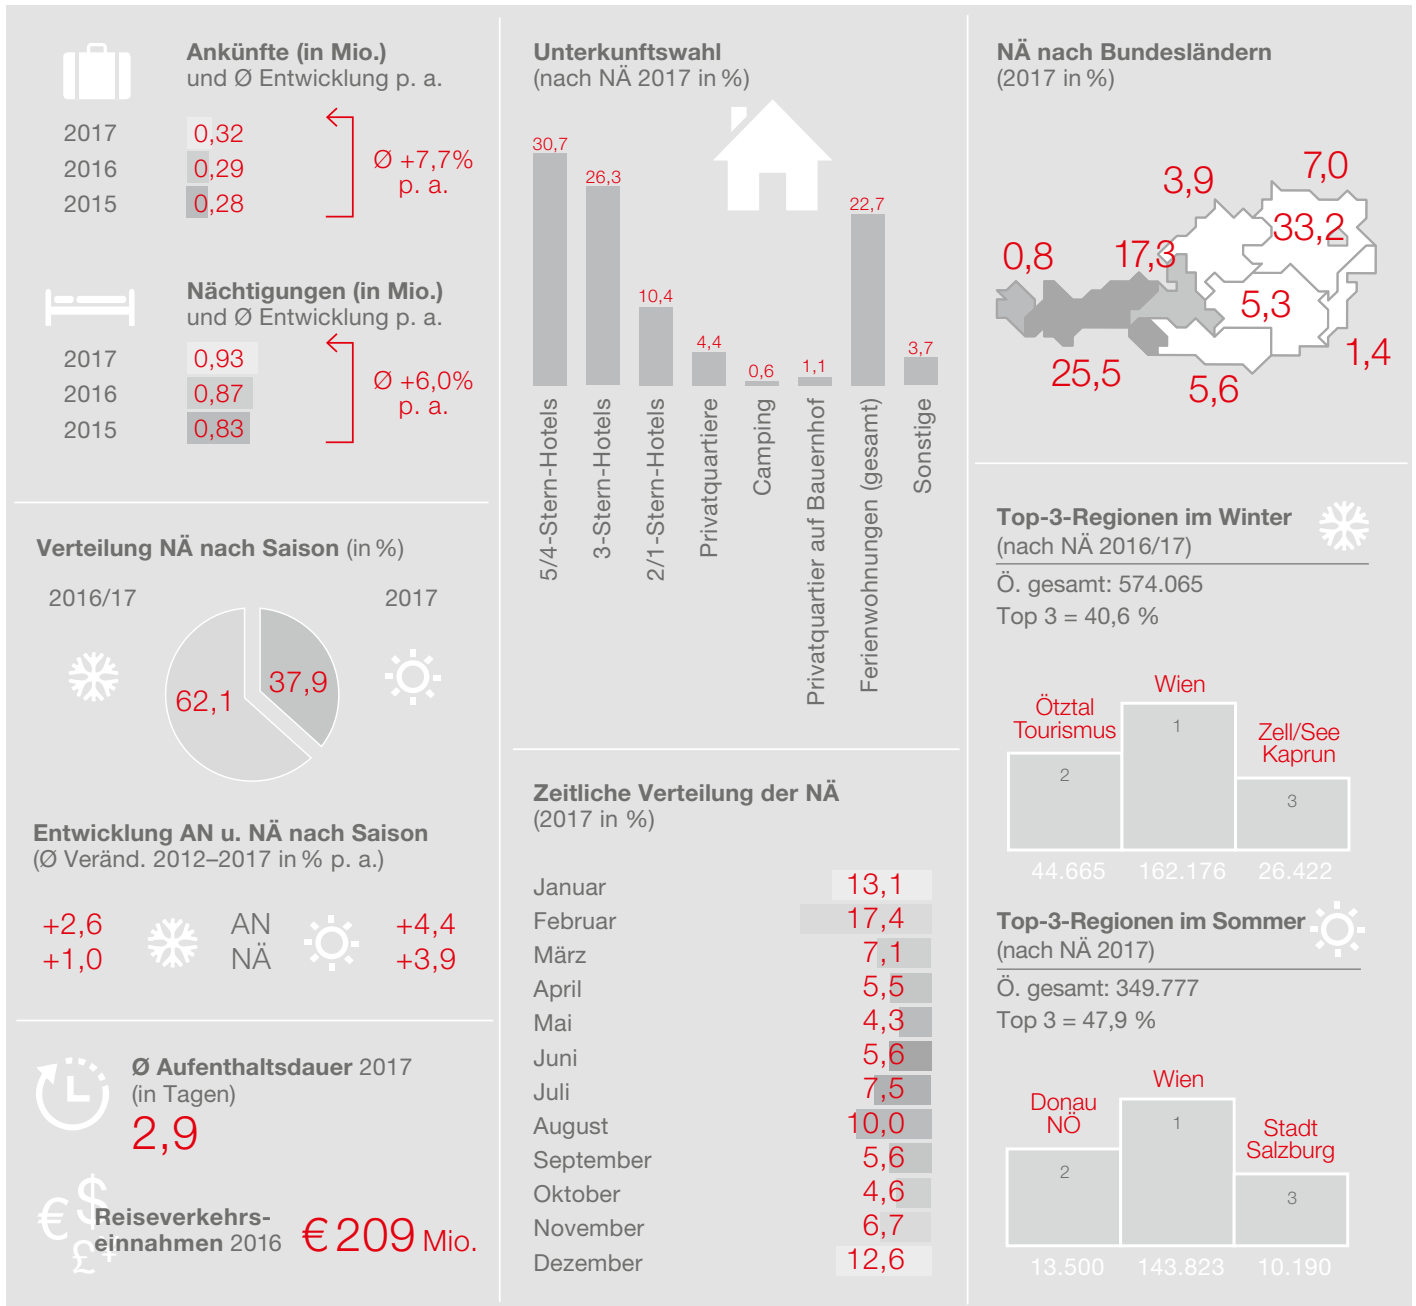 Ankünfte (in Mio.)
und Ø Entwicklung p. a.
2017 0,32
2016 0,29
2015 0,28
Ø +7,7%
p. a.
Nächtigungen (in Mio.)
und Ø Entwicklung p. a.
2017 0,93
2016 0,87
2015 0,83
Ø +6,0%
p. a.
Verteilung NÄ nach Saison (in %)
2016/17 2017
62,1 37,9
Entwicklung AN u. NÄ nach Saison
(Ø Veränd. 2012–2017 in % p. a.)
+2,6 AN +4,4
+1,0 NÄ +3,9
Ø Aufenthaltsdauer 2017
(in Tagen)
2,9
€ $ £ ¥
Reiseverkehrs-
einnahmen 2016 € 209 Mio.
Unterkunftswahl
(nach NÄ 2017 in %)
30,7
26,3
10,4
4,4
0,6
1,1
22,7
3,7
5/4-Stern-Hotels
3-Stern-Hotels
2/1-Stern-Hotels
Privatquartiere
Camping
Privatquartier auf Bauernhof
Ferienwohnungen (gesamt)
Sonstige
Zeitliche Verteilung der NÄ
(2017 in %)
Januar 13,1
Februar 17,4
März 7,1
April 5,5
Mai 4,3
Juni 5,6
Juli 7,5
August 10,0
September 5,6
Oktober 4,6
November 6,7
Dezember 12,6
NÄ nach Bundesländern
(2017 in %)
7,0
3,9
33,2
0,8
17,3
5,3
1,4
25,5
5,6
Top-3-Regionen im Winter
(nach NÄ 2016/17)
Ö. gesamt: 574.065
Top 3 = 40,6 %
Wien
Ötztal
Tourismus
Zell/See
Kaprun
1
2
3
44.665 162.176 26.422
Top-3-Regionen im Sommer
(nach NÄ 2017)
Ö. gesamt: 349.777
Top 3 = 47,9 %
Wien
Donau
NÖ
Stadt
Salzburg
1
2
3
13.500 143.823 10.190